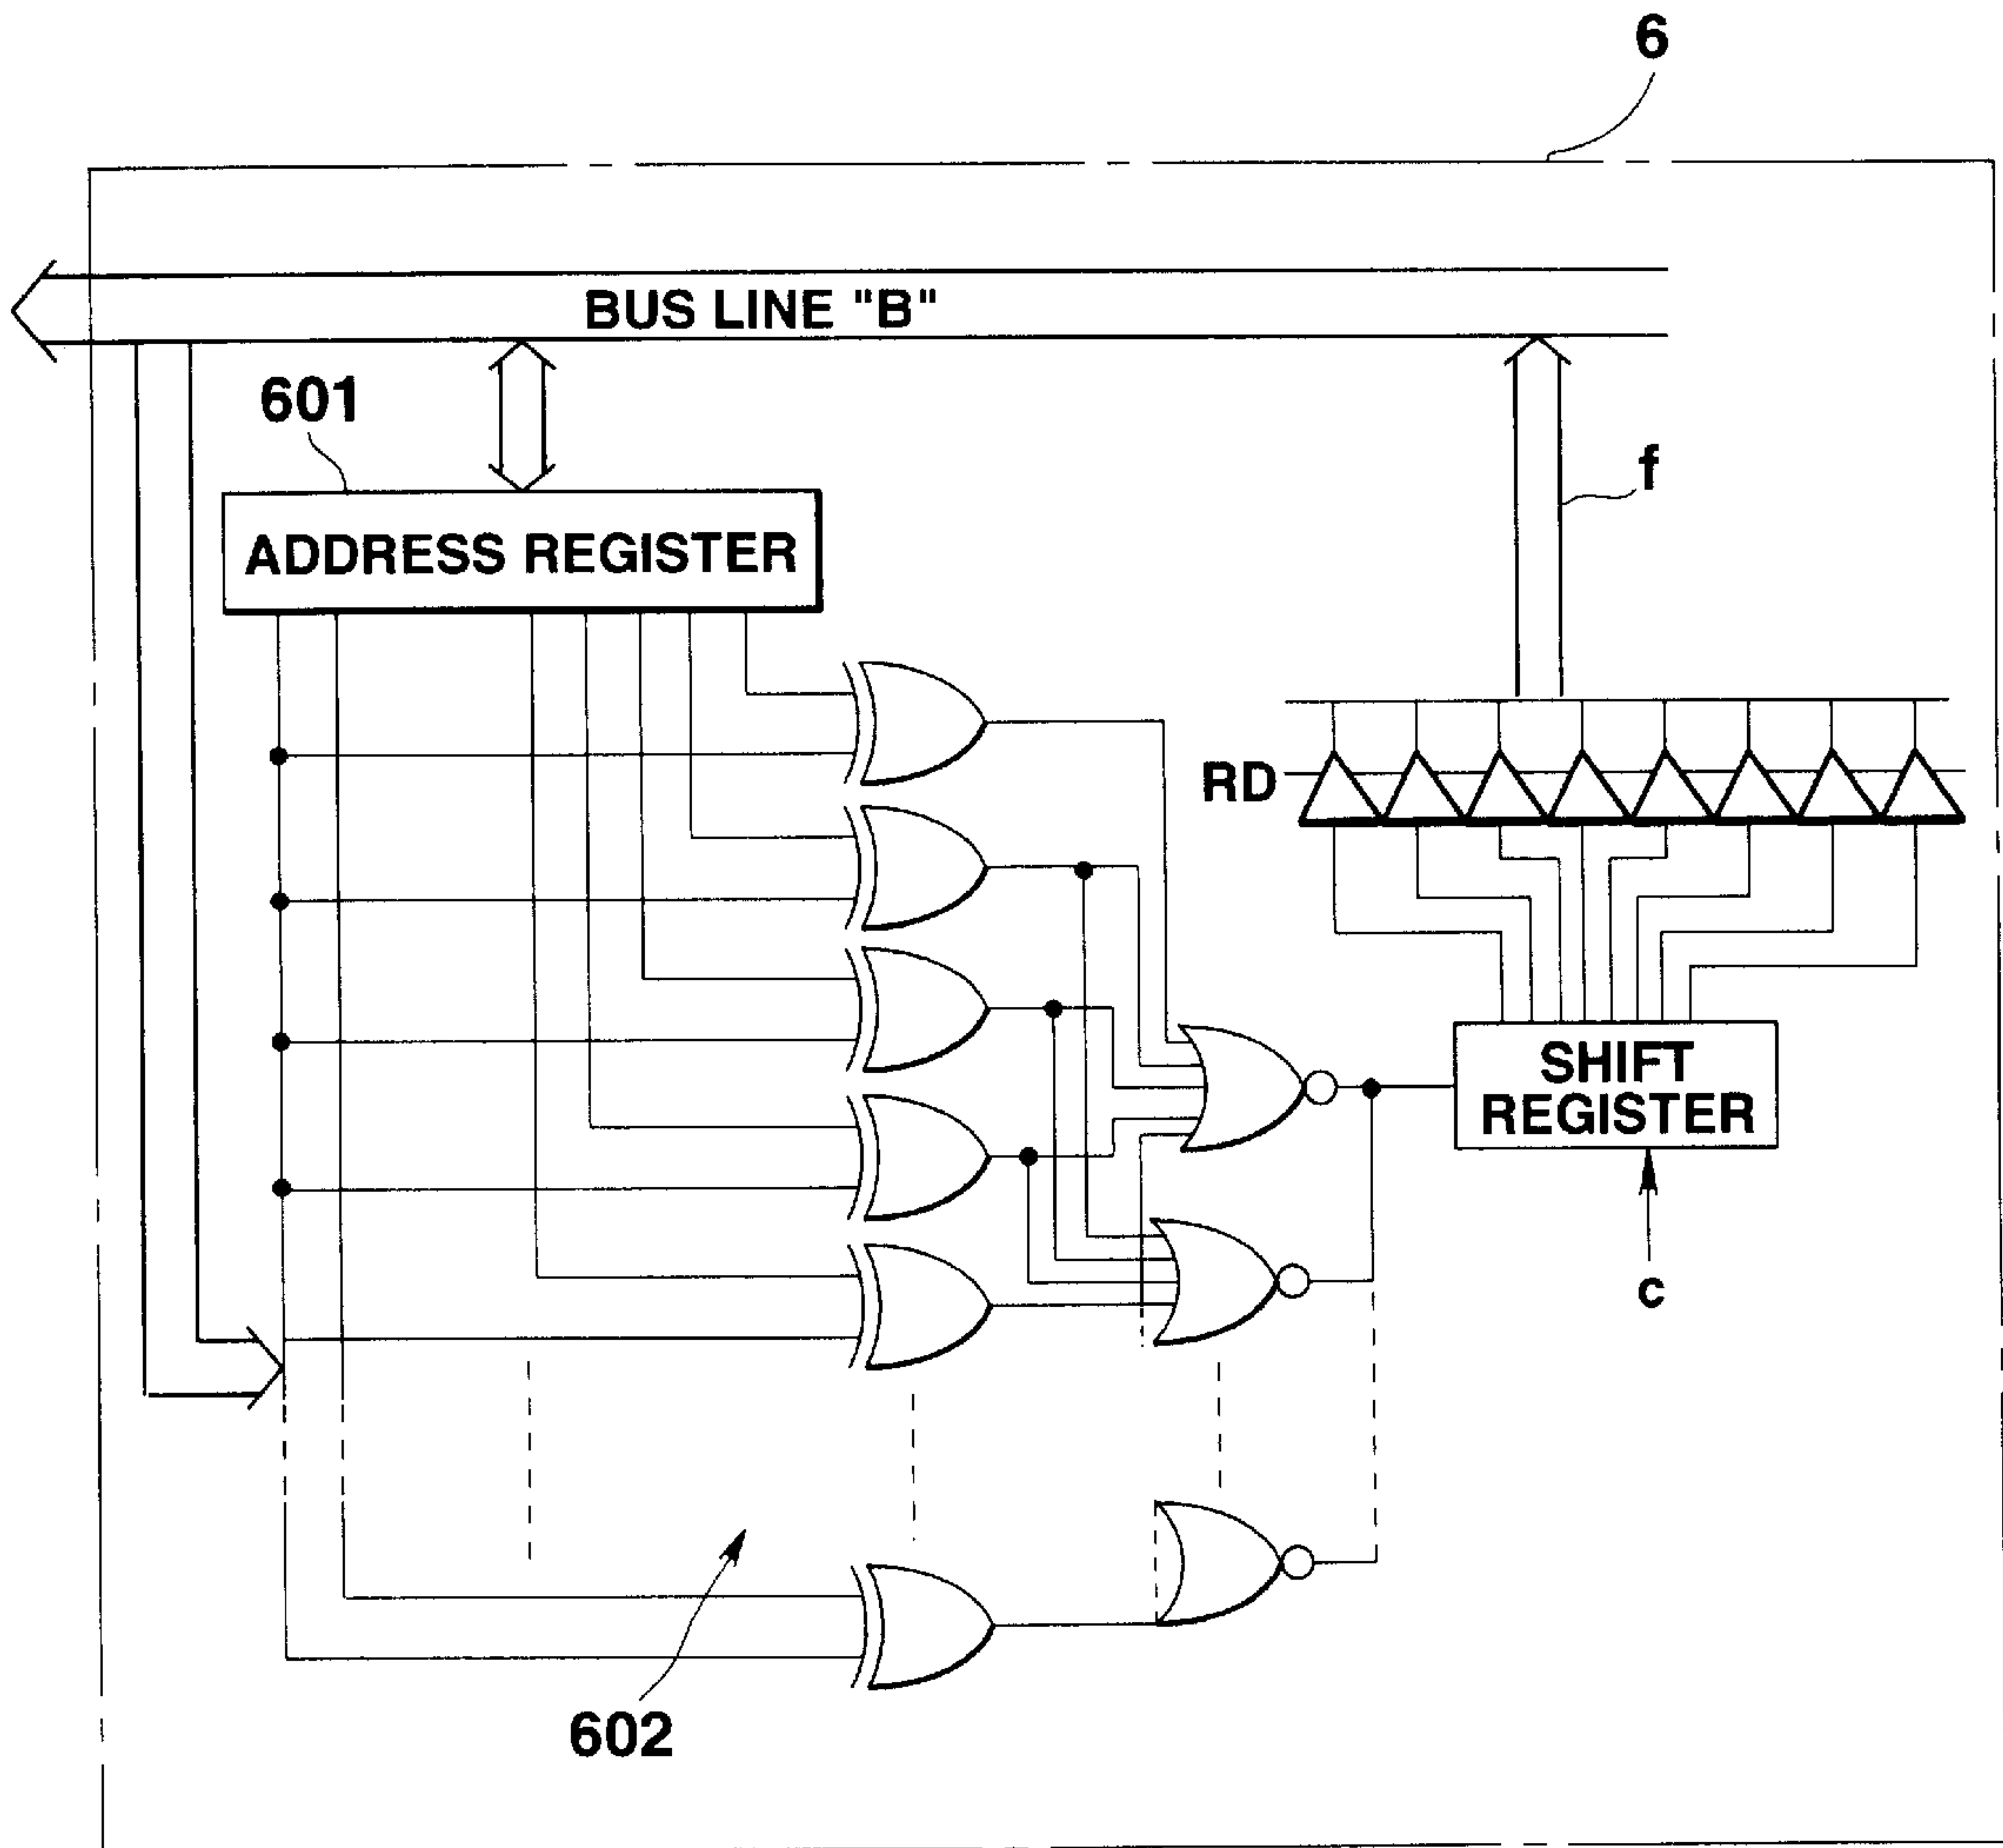 6
BUS LINE "B"
601
f
ADDRESS REGISTER
RD
SHIFT
REGISTER
c
602